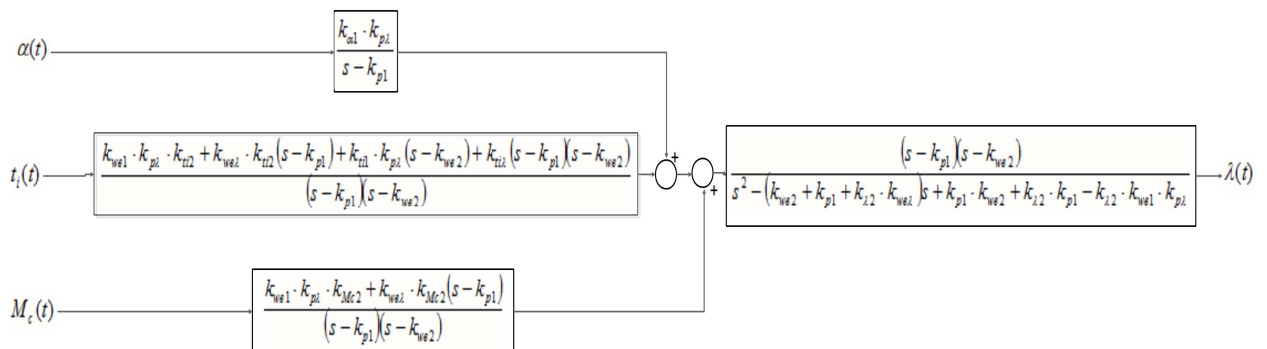 α(t)
k_{α1} · k_{pλ}
s − k_{p1}
+
t_i(t)
k_{we1} · k_{pλ} · k_{ti2} + k_{weλ} · k_{ti2}(s − k_{p1}) + k_{ti1} · k_{pλ}(s − k_{we2}) + k_{tiλ}(s − k_{p1})(s − k_{we2})
(s − k_{p1})(s − k_{we2})
+
(s − k_{p1})(s − k_{we2})
s² − (k_{we2} + k_{p1} + k_{λ2} · k_{weλ})s + k_{p1} · k_{we2} + k_{λ2} · k_{p1} − k_{λ2} · k_{we1} · k_{pλ}
λ(t)
M_c(t)
k_{we1} · k_{pλ} · k_{Mc2} + k_{weλ} · k_{Mc2}(s − k_{p1})
(s − k_{p1})(s − k_{we2})